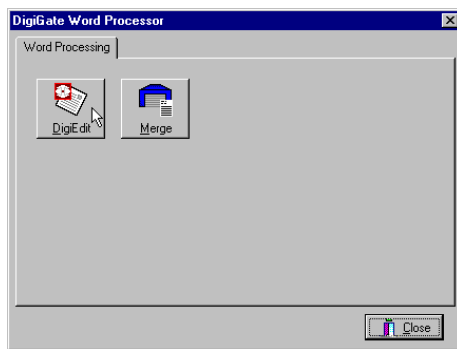 DigiGate Word Processor
Word Processing
DigiEdit Merge
Close